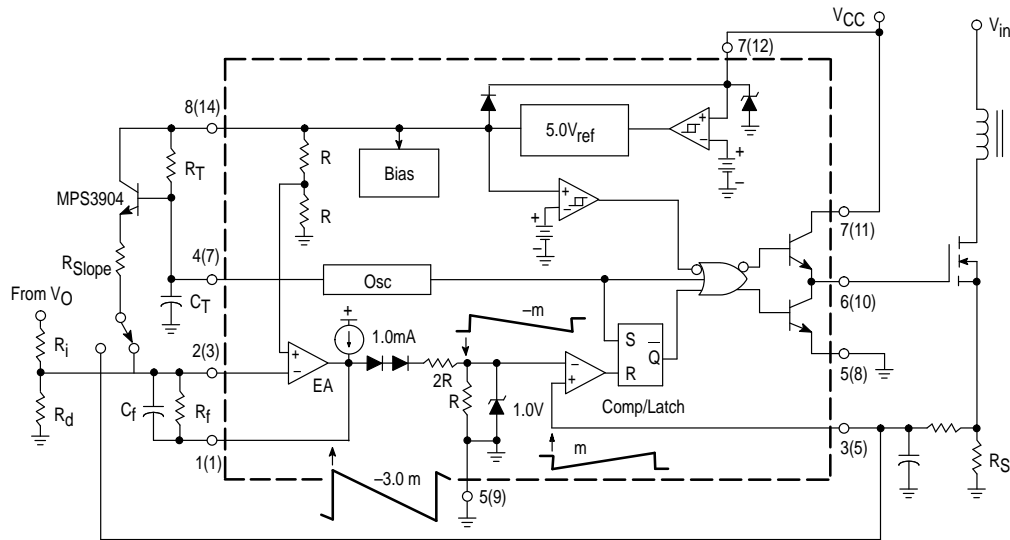 VCC
Vin
7(12)
8(14)
5.0Vref
+
–
+
–
R
Bias
RT
MPS3904
R
+
–
+
–
7(11)
4(7)
Osc
RSlope
CT
6(10)
From VO
+
1.0mA
–m
Ri
2(3)
S
Q
R
5(8)
+
–
EA
2R
–
+
R
1.0V
Comp/Latch
Rd
Cf
Rf
3(5)
1(1)
m
RS
–3.0 m
5(9)